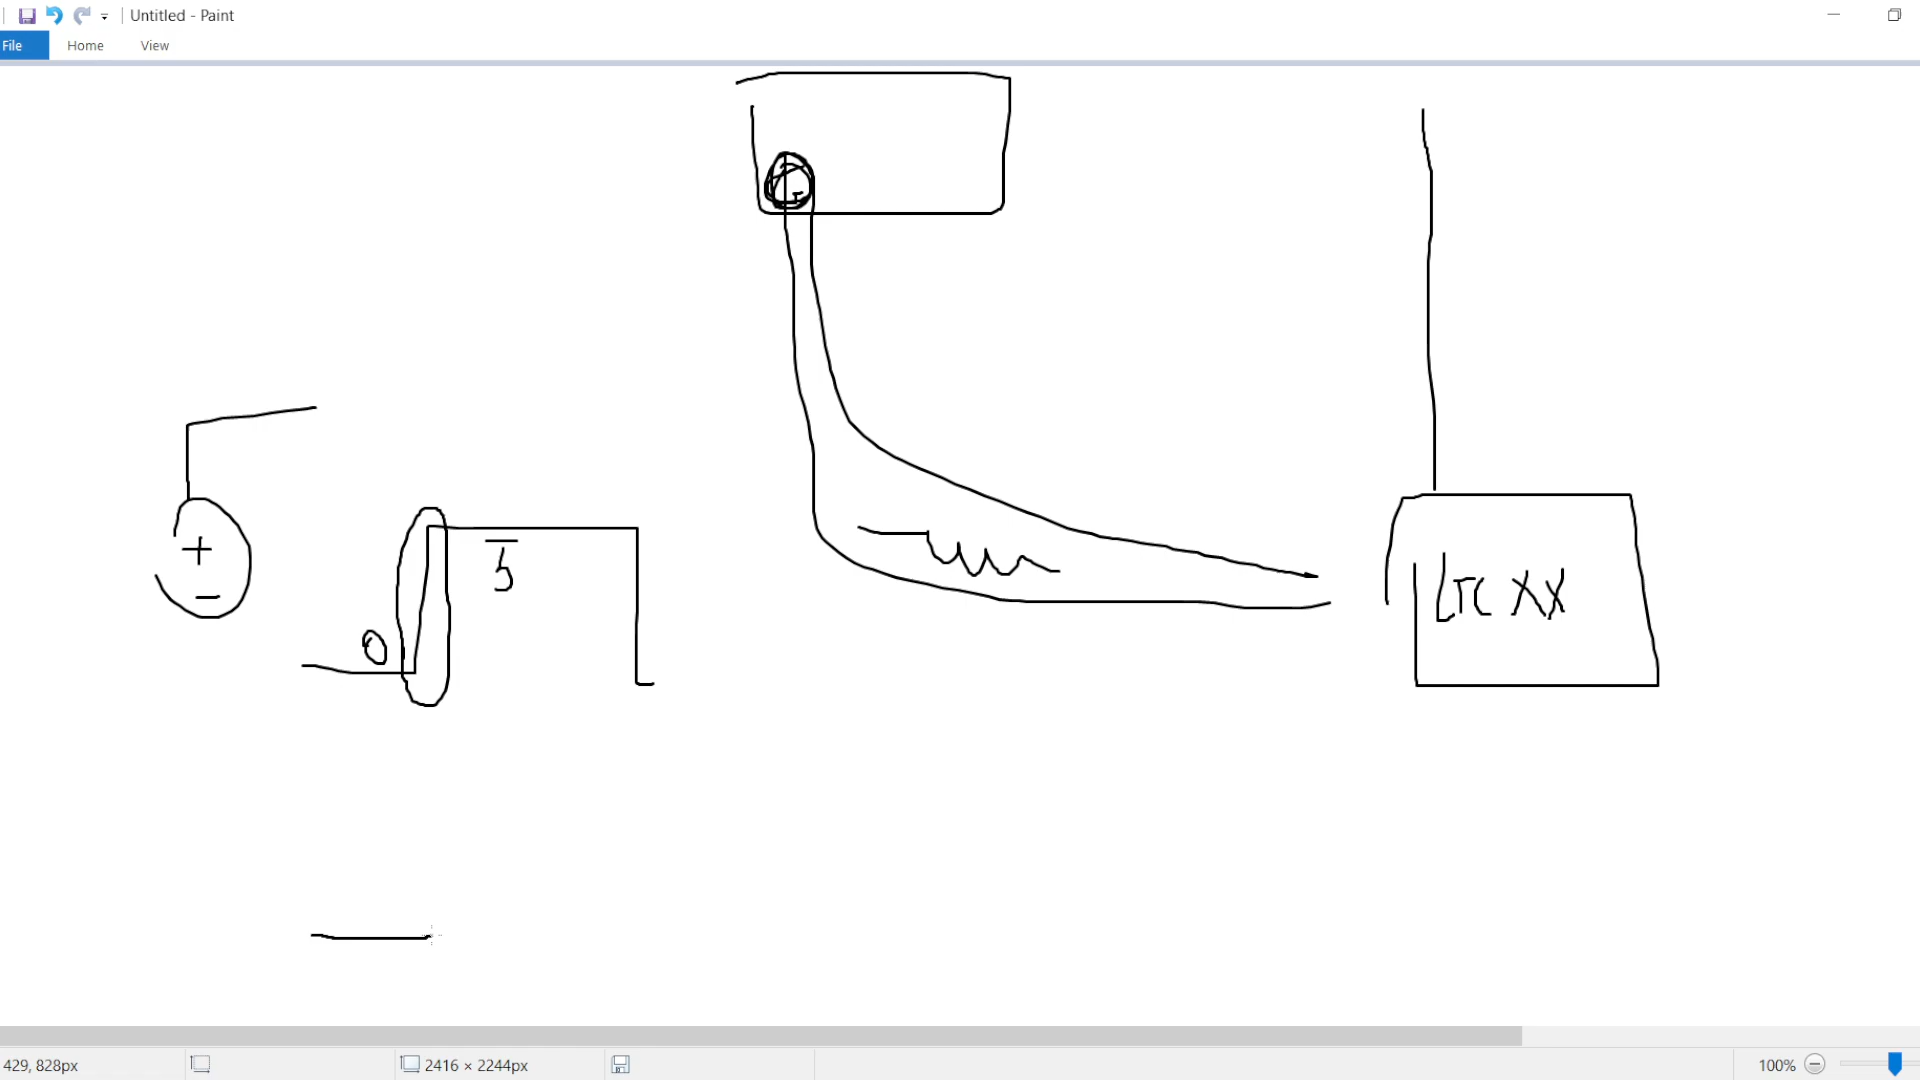 Untitled - Paint
File Home View
+
-
0
5
LTC XX
429, 828px 2416 × 2244px 100%